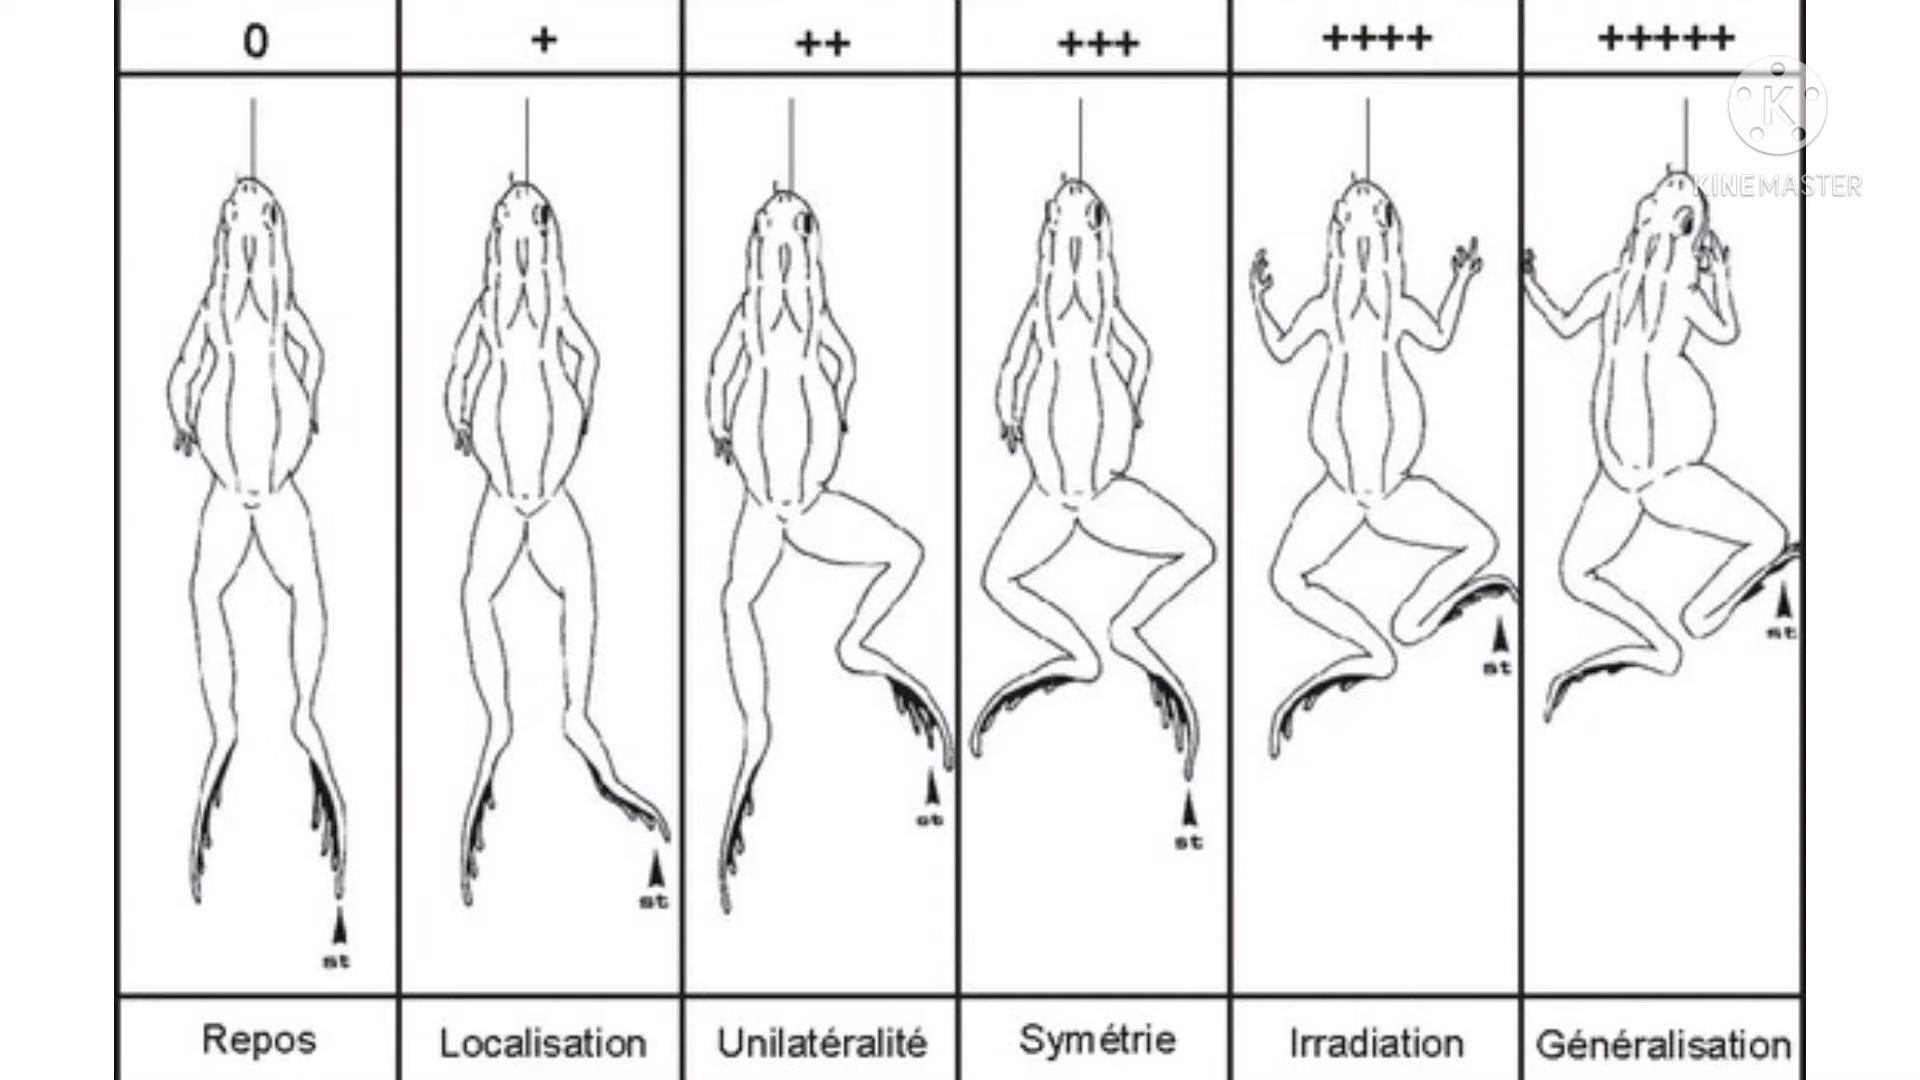 0
+
++
+++
++++
+++++
K
KINEMASTER
st
st
st
st
st
st
Repos
Localisation
Unilatéralité
Symétrie
Irradiation
Généralisation